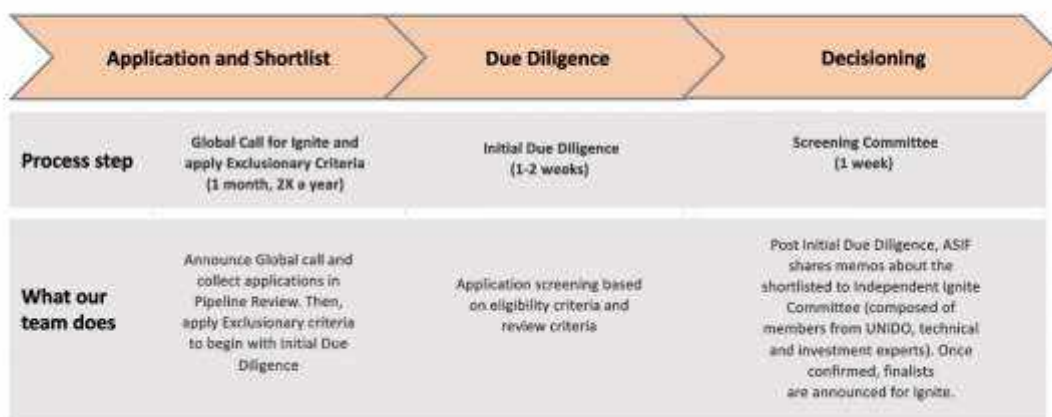 Application and Shortlist
Due Diligence
Decisioning
Process step
Global Call for Ignite and
apply Exclusionary Criteria
(1 month, 2X a year)
Initial Due Diligence
(1-2 weeks)
Screening Committee
(1 week)
What our
team does
Announce Global call and
collect applications in
Pipeline Review. Then,
apply Exclusionary criteria
to begin with Initial Due
Diligence
Application screening based
on eligibility criteria and
review criteria
Post Initial Due Diligence, ASIF
shares memos about the
shortlisted to Independent Ignite
Committee (composed of
members from UNIDO, technical
and investment experts). Once
confirmed, finalists
are announced for Ignite.